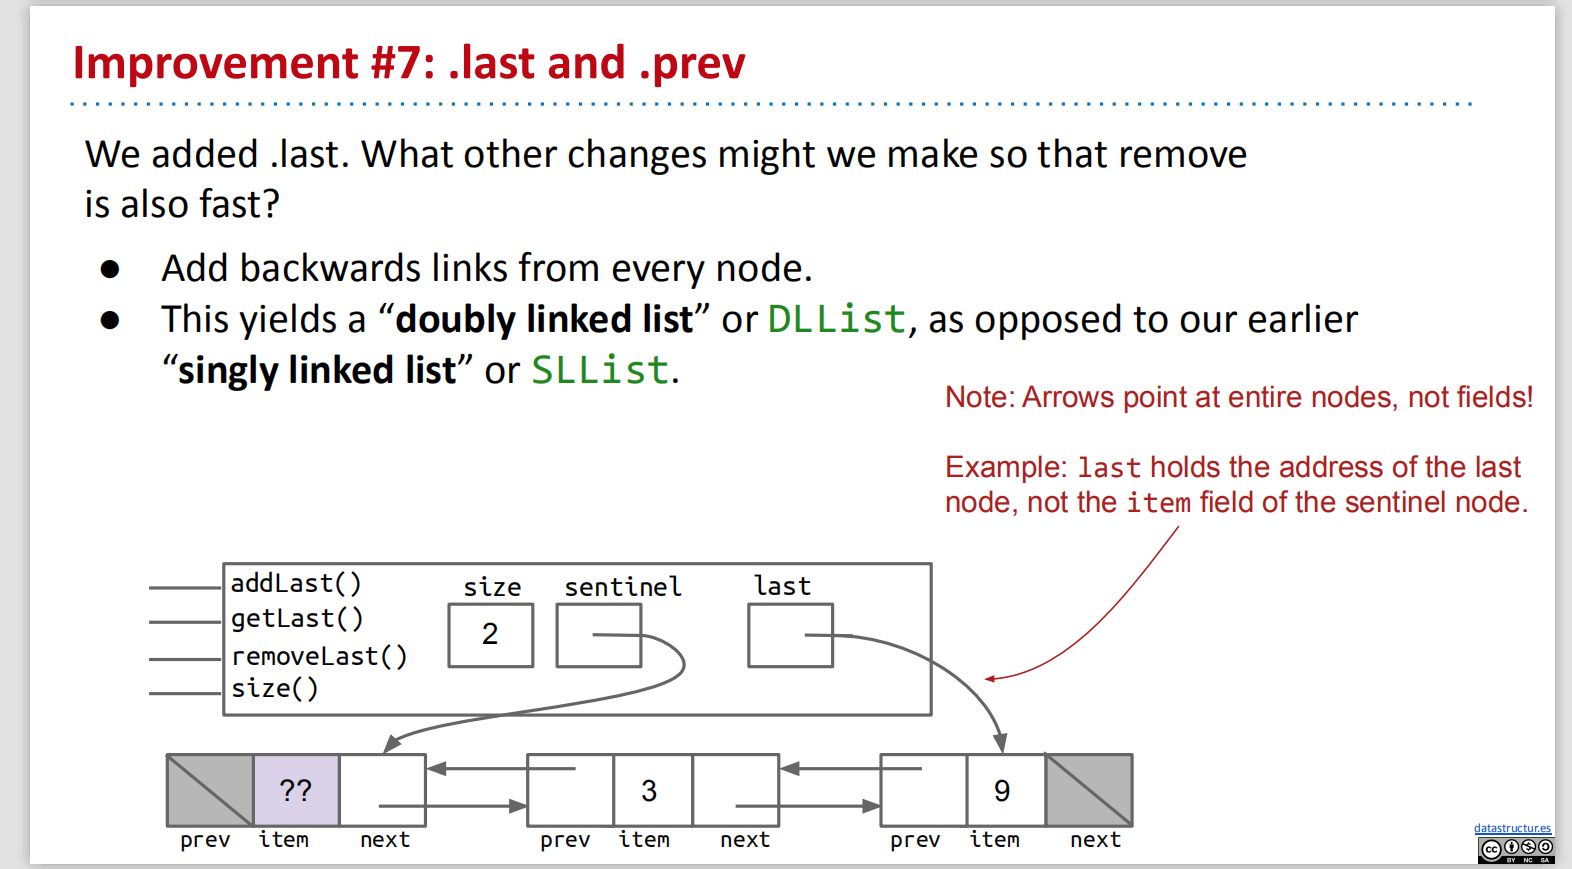 Improvement #7: .last and .prev
We added .last. What other changes might we make so that remove
is also fast?
● Add backwards links from every node.
● This yields a “doubly linked list” or DLList, as opposed to our earlier
“singly linked list” or SLList.
Note: Arrows point at entire nodes, not fields!
Example: last holds the address of the last
node, not the item field of the sentinel node.
addLast()
getLast()
removeLast()
size()
size
2
sentinel
last
??
prev item next
3
prev item next
9
prev item next
datastructur.es
cc
BY NC SA